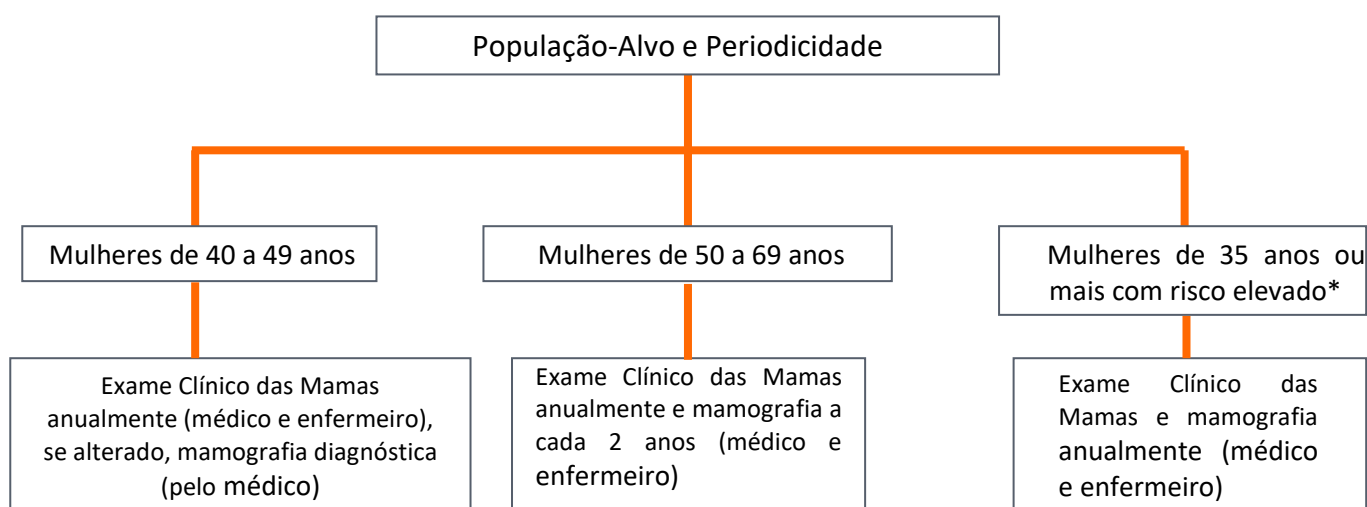 População-Alvo e Periodicidade
Mulheres de 40 a 49 anos
Mulheres de 50 a 69 anos
Mulheres de 35 anos ou
mais com risco elevado*
Exame Clínico das Mamas
anualmente (médico e enfermeiro),
se alterado, mamografia diagnóstica
(pelo médico)
Exame Clínico das Mamas
anualmente e mamografia a
cada 2 anos (médico e
enfermeiro)
Exame Clínico das
Mamas e mamografia
anualmente (médico
e enfermeiro)